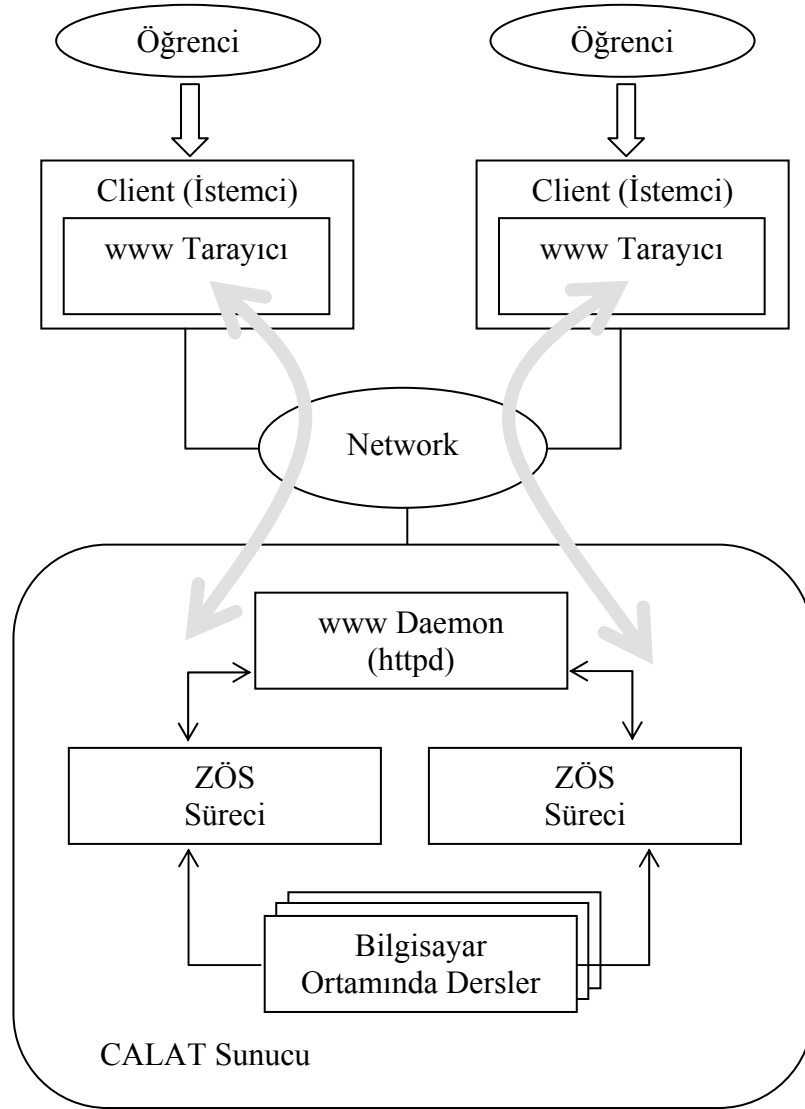 Öğrenci
Öğrenci
Client (İstemci)
www Tarayıcı
Client (İstemci)
www Tarayıcı
Network
www Daemon
(httpd)
ZÖS
Süreci
ZÖS
Süreci
Bilgisayar
Ortamında Dersler
CALAT Sunucu